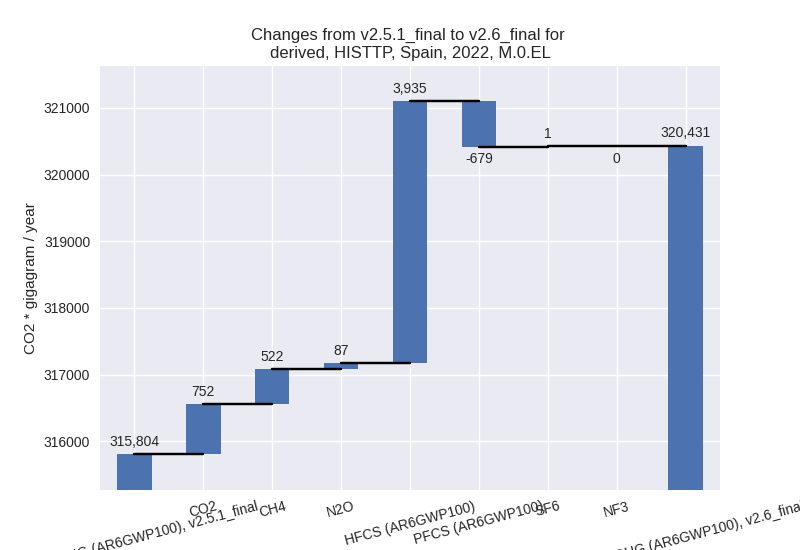 Changes from v2.5.1_final to v2.6_final for
derived, HISTTP, Spain, 2022, M.0.EL
CO2 * gigagram / year
321000
320000
319000
318000
317000
316000
315,804
752
522
87
3,935
-679
1
0
320,431
(AR6GWP100), v2.5.1_final
CO2
CH4
N2O
HFCS (AR6GWP100)
PFCS (AR6GWP100)
SF6
NF3
(AR6GWP100), v2.6_final